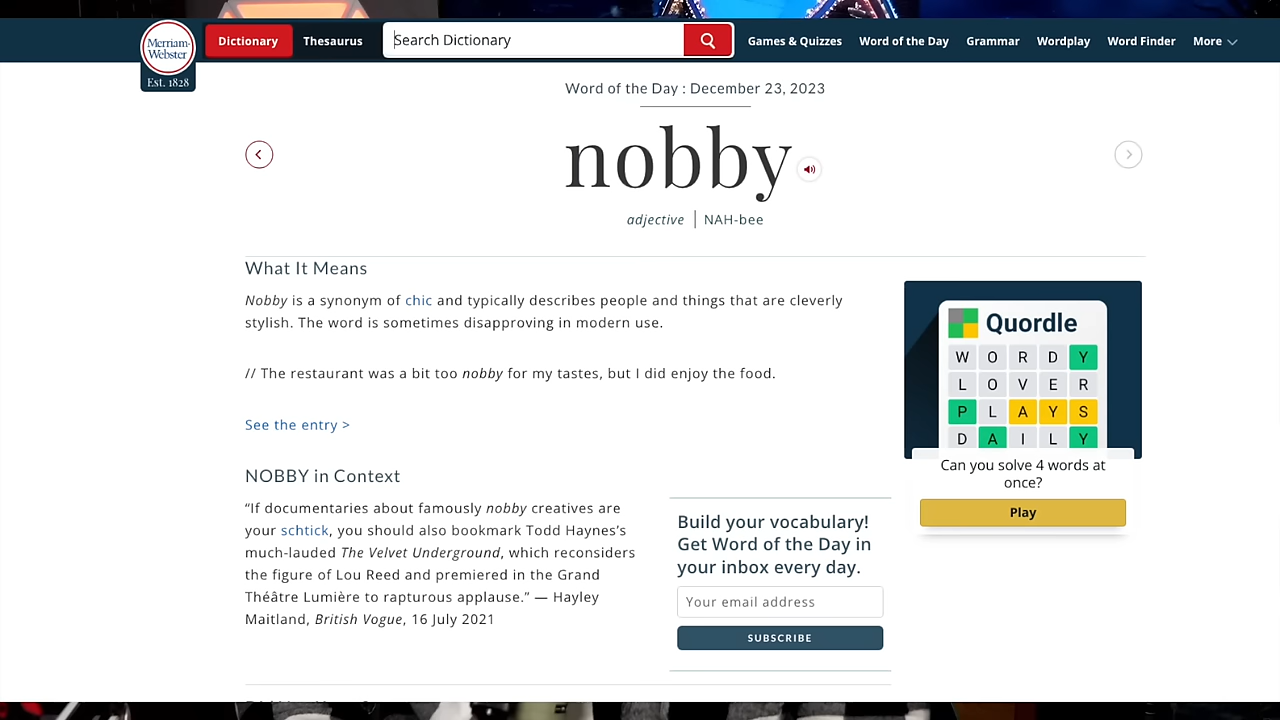 Merriam-
Webster
Est. 1828
Dictionary
Thesaurus
Search Dictionary
Games & Quizzes
Word of the Day
Grammar
Wordplay
Word Finder
More
Word of the Day : December 23, 2023
nobby
adjective | NAH-bee
What It Means
Nobby is a synonym of chic and typically describes people and things that are cleverly
stylish. The word is sometimes disapproving in modern use.
// The restaurant was a bit too nobby for my tastes, but I did enjoy the food.
See the entry >
NOBBY in Context
“If documentaries about famously nobby creatives are
your schtick, you should also bookmark Todd Haynes’s
much-lauded The Velvet Underground, which reconsiders
the figure of Lou Reed and premiered in the Grand
Théâtre Lumière to rapturous applause.” — Hayley
Maitland, British Vogue, 16 July 2021
Build your vocabulary!
Get Word of the Day in
your inbox every day.
Your email address
SUBSCRIBE
Quordle
W O R D Y
L O V E R
P L A Y S
D A I L Y
Can you solve 4 words at
once?
Play